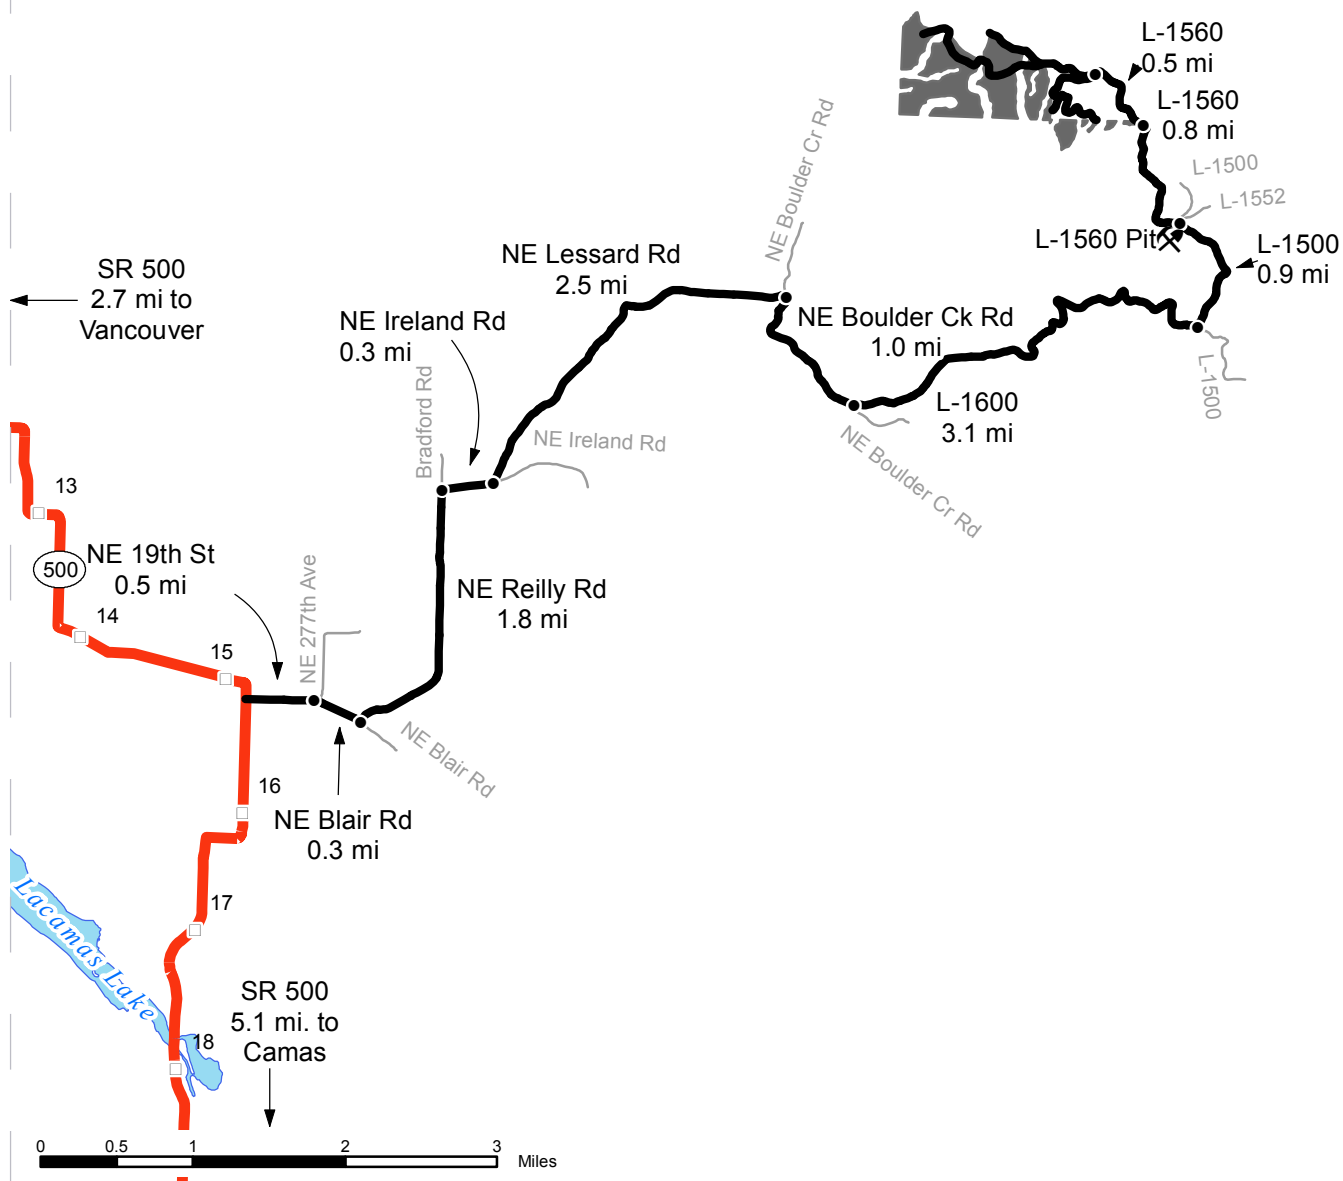 L-1560
0.5 mi
L-1560
0.8 mi
L-1500
L-1552
L-1560 Pit
L-1500
0.9 mi
NE Boulder Cr Rd
NE Lessard Rd
2.5 mi
SR 500
2.7 mi to
Vancouver
NE Ireland Rd
0.3 mi
NE Boulder Ck Rd
1.0 mi
L-1500
L-1600
3.1 mi
Bradford Rd
NE Ireland Rd
NE Boulder Cr Rd
13
500
NE 19th St
0.5 mi
14
NE 277th Ave
NE Reilly Rd
1.8 mi
15
NE Blair Rd
16
NE Blair Rd
0.3 mi
17
Lacamas Lake
SR 500
5.1 mi. to
Camas
18
0 0.5 1 2 3
Miles